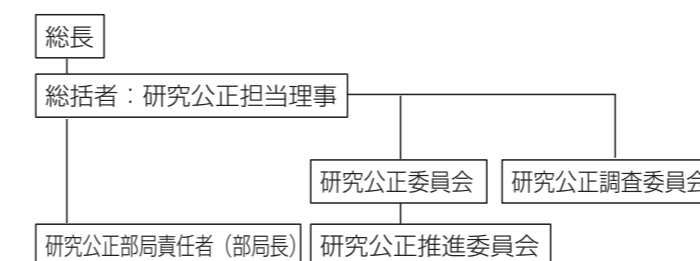 総長
総括者：研究公正担当理事
研究公正委員会
研究公正調査委員会
研究公正部局責任者（部局長）
研究公正推進委員会